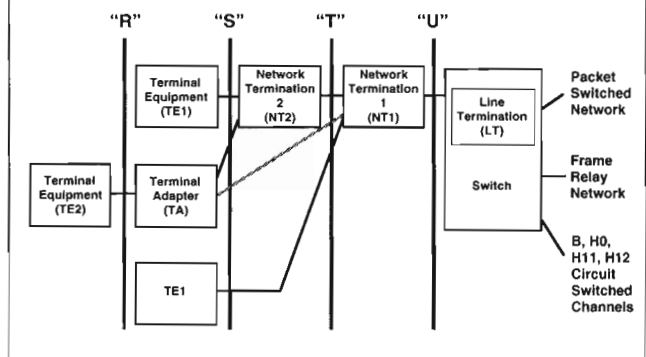 “R”
“S”
“T”
“U”
Terminal
Equipment
(TE1)
Network
Termination
2
(NT2)
Network
Termination
1
(NT1)
Line
Termination
(LT)
Switch
Packet
Switched
Network
Terminal
Equipment
(TE2)
Terminal
Adapter
(TA)
Frame
Relay
Network
TE1
B, H0,
H11, H12
Circuit
Switched
Channels